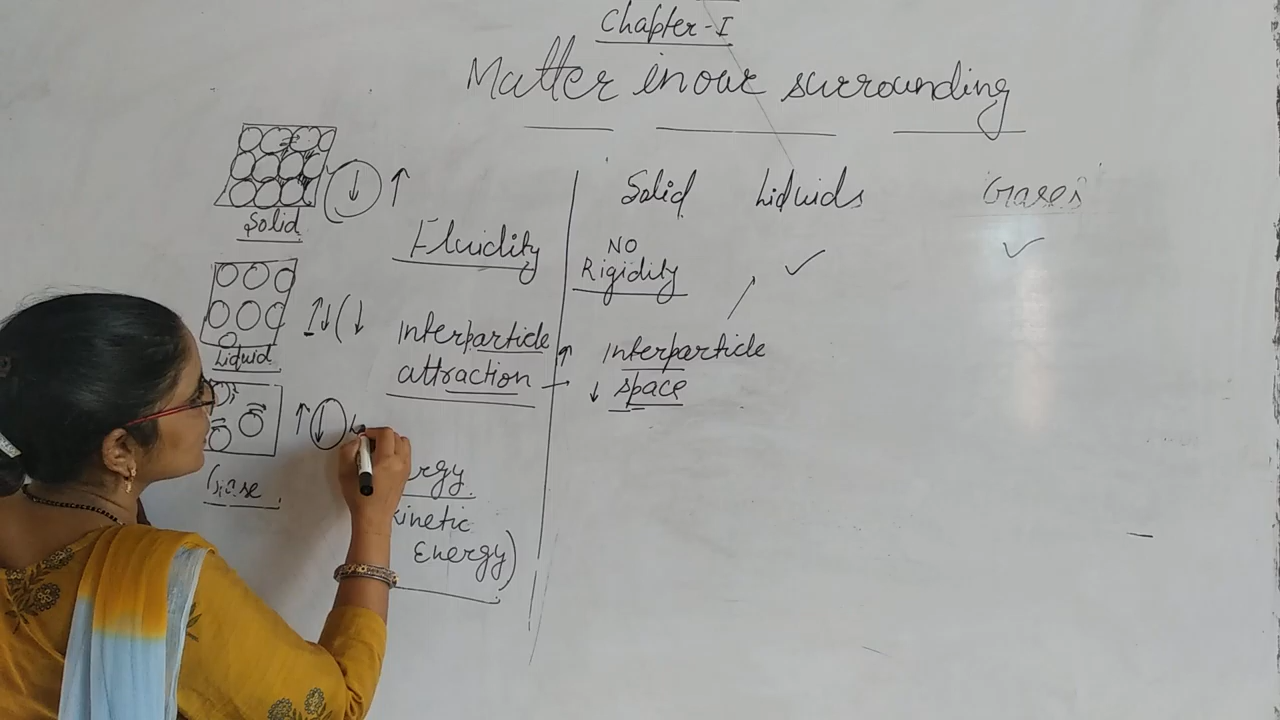 Chapter-I
Matter in our surrounding
Solid Liquids Gases
Solid
Fluidity
NO
Rigidity
Liquid
Interparticle
attraction
Interparticle
space
Gase
rgy
kinetic
Energy)